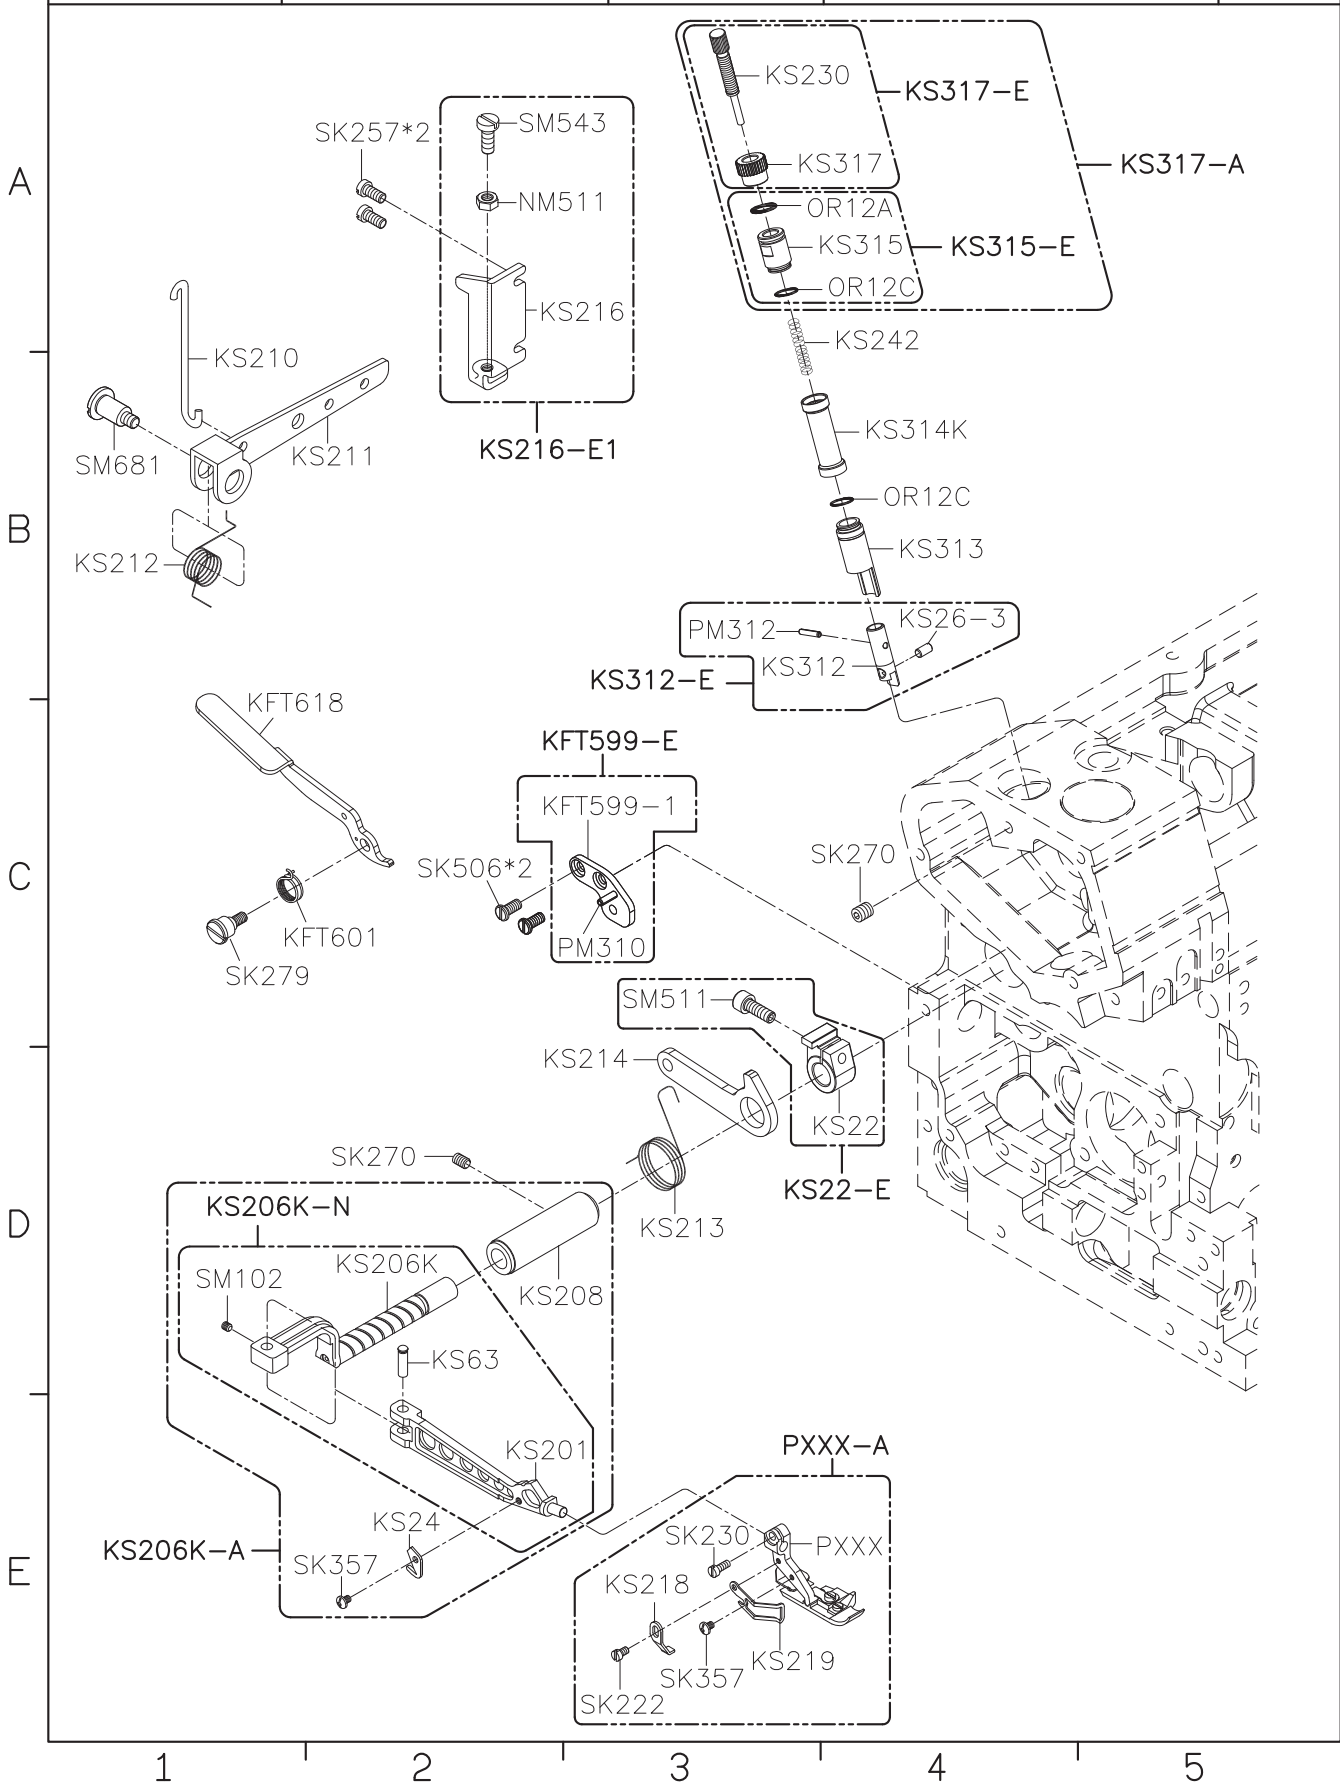 KS230
KS317-E
SM543
SK257*2
KS317
KS317-A
A
NM511
OR12A
KS315
KS315-E
OR12C
KS216
KS242
KS210
KS314K
KS216-E1
KS211
SM681
OR12C
B
KS313
KS212
KS26-3
PM312
KS312
KS312-E
KFT618
KFT599-E
KFT599-1
SK270
SK506*2
C
KFT601
PM310
SK279
SM511
KS214
KS22
SK270
KS22-E
KS206K-N
D
KS213
KS206K
SM102
KS208
KS63
PXXX-A
KS201
KS24
SK230
PXXX
KS206K-A
SK357
E
KS218
KS219
SK357
SK222
1 2 3 4 5